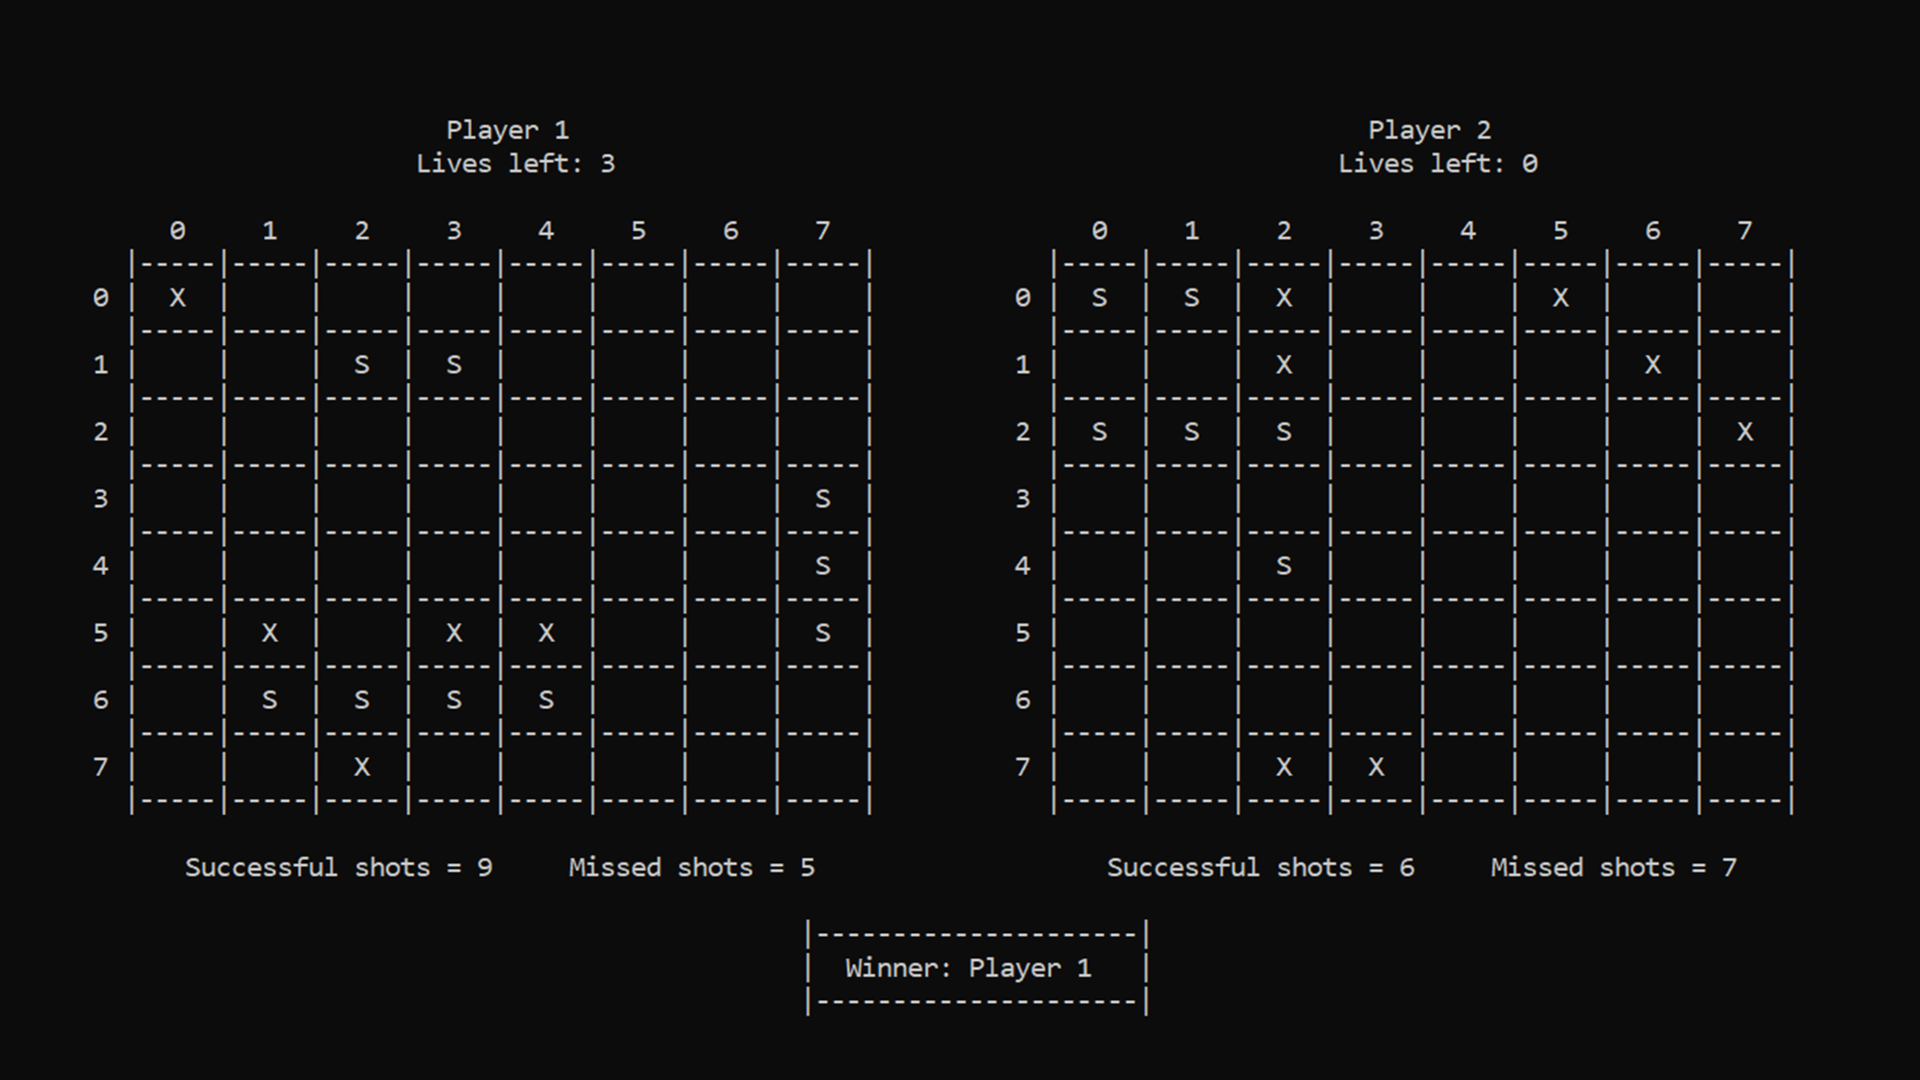 Player 1 Player 2
Lives left: 3 Lives left: 0
0 1 2 3 4 5 6 7 0 1 2 3 4 5 6 7
|-----|-----|-----|-----|-----|-----|-----|-----| |-----|-----|-----|-----|-----|-----|-----|-----|
0 | X | | | | | | | | 0 | S | S | X | | | X | | |
|-----|-----|-----|-----|-----|-----|-----|-----| |-----|-----|-----|-----|-----|-----|-----|-----|
1 | | | S | S | | | | | 1 | | | X | | | | X | |
|-----|-----|-----|-----|-----|-----|-----|-----| |-----|-----|-----|-----|-----|-----|-----|-----|
2 | | | | | | | | | 2 | S | S | S | | | | | X |
|-----|-----|-----|-----|-----|-----|-----|-----| |-----|-----|-----|-----|-----|-----|-----|-----|
3 | | | | | | | | S | 3 | | | | | | | | |
|-----|-----|-----|-----|-----|-----|-----|-----| |-----|-----|-----|-----|-----|-----|-----|-----|
4 | | | | | | | | S | 4 | | | S | | | | | |
|-----|-----|-----|-----|-----|-----|-----|-----| |-----|-----|-----|-----|-----|-----|-----|-----|
5 | | X | | X | X | | | S | 5 | | | | | | | | |
|-----|-----|-----|-----|-----|-----|-----|-----| |-----|-----|-----|-----|-----|-----|-----|-----|
6 | | S | S | S | S | | | | 6 | | | | | | | | |
|-----|-----|-----|-----|-----|-----|-----|-----| |-----|-----|-----|-----|-----|-----|-----|-----|
7 | | | X | | | | | | 7 | | | X | X | | | | |
|-----|-----|-----|-----|-----|-----|-----|-----| |-----|-----|-----|-----|-----|-----|-----|-----|
Successful shots = 9 Missed shots = 5 Successful shots = 6 Missed shots = 7
|---------------------|
| Winner: Player 1 |
|---------------------|